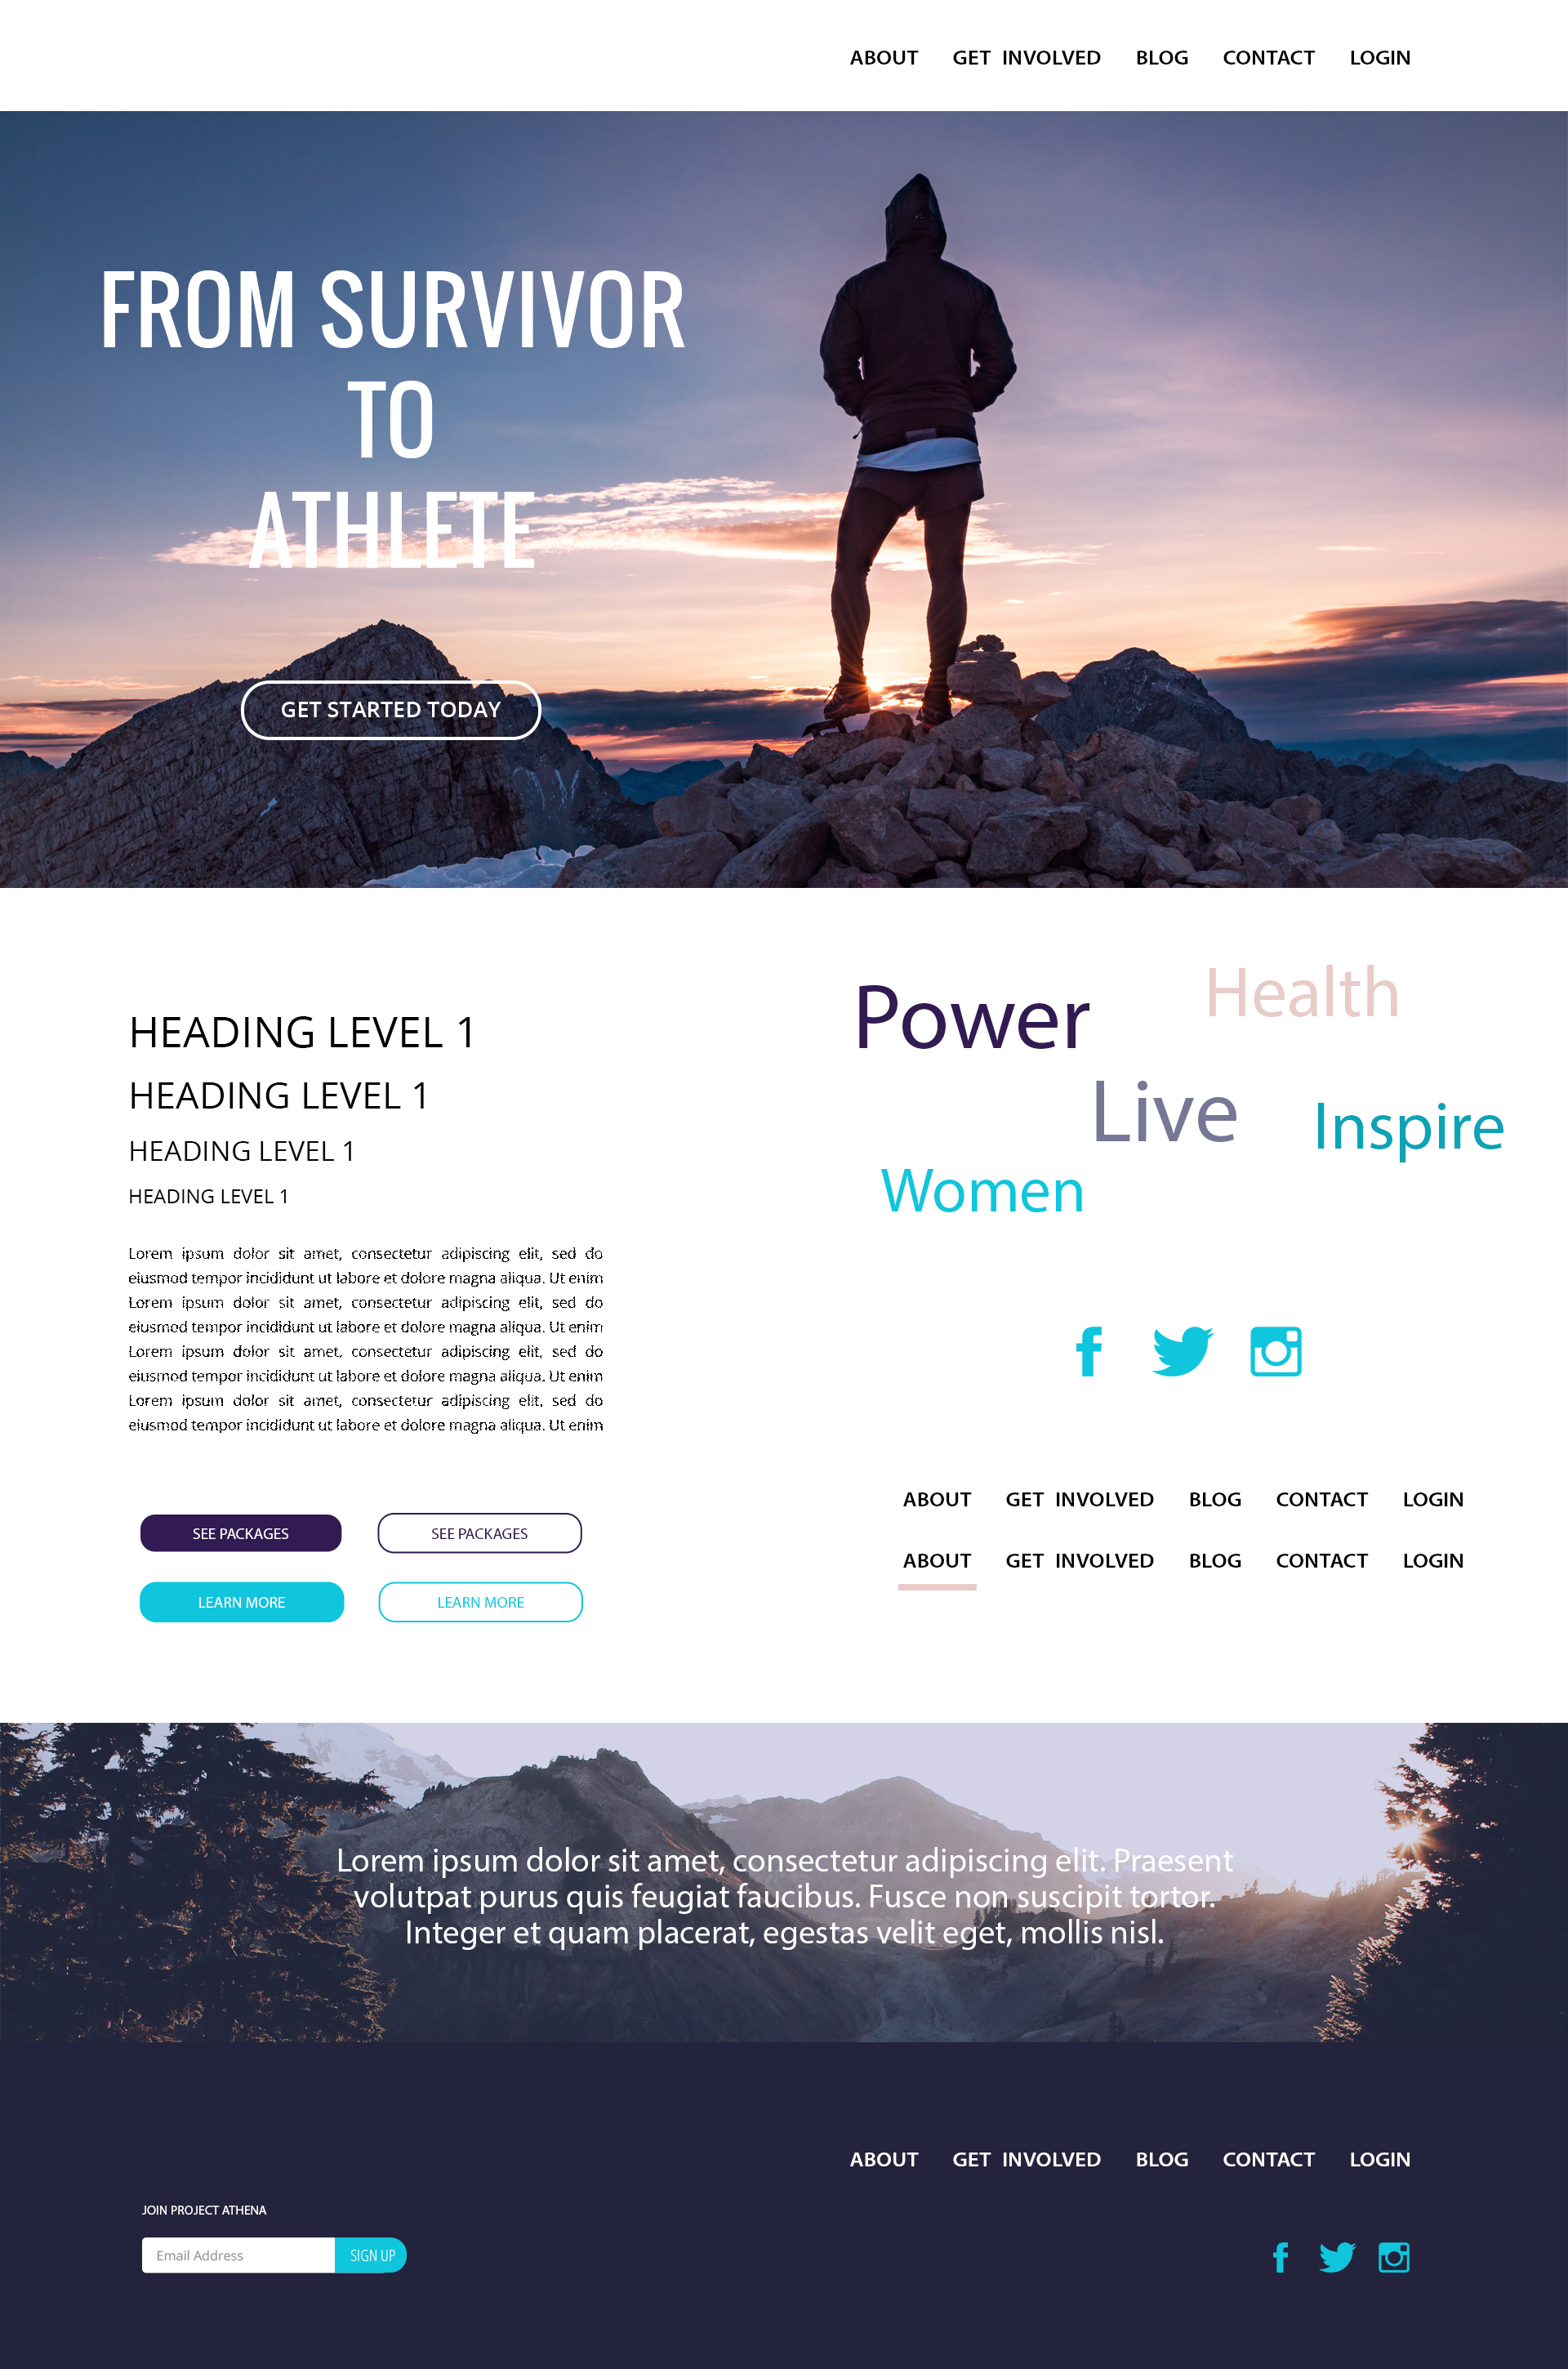 ABOUT GET INVOLVED BLOG CONTACT LOGIN
FROM SURVIVOR
TO
ATHLETE
GET STARTED TODAY
HEADING LEVEL 1
HEADING LEVEL 1
HEADING LEVEL 1
HEADING LEVEL 1
Lorem ipsum dolor sit amet, consectetur adipiscing elit, sed do
eiusmod tempor incididunt ut labore et dolore magna aliqua. Ut enim
Lorem ipsum dolor sit amet, consectetur adipiscing elit, sed do
eiusmod tempor incididunt ut labore et dolore magna aliqua. Ut enim
Lorem ipsum dolor sit amet, consectetur adipiscing elit, sed do
eiusmod tempor incididunt ut labore et dolore magna aliqua. Ut enim
Lorem ipsum dolor sit amet, consectetur adipiscing elit, sed do
eiusmod tempor incididunt ut labore et dolore magna aliqua. Ut enim
SEE PACKAGES SEE PACKAGES
LEARN MORE LEARN MORE
Health
Power
Live
Inspire
Women
ABOUT GET INVOLVED BLOG CONTACT LOGIN
ABOUT GET INVOLVED BLOG CONTACT LOGIN
Lorem ipsum dolor sit amet, consectetur adipiscing elit. Praesent
volutpat purus quis feugiat faucibus. Fusce non suscipit tortor.
Integer et quam placerat, egestas velit eget, mollis nisl.
ABOUT GET INVOLVED BLOG CONTACT LOGIN
JOIN PROJECT ATHENA
Email Address SIGN UP